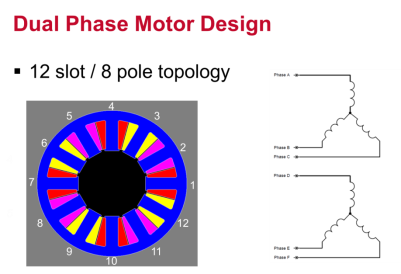 Dual Phase Motor Design
▪ 12 slot / 8 pole topology
4
5
3
6
2
7
1
8
12
9
11
10
Phase A
Phase B
Phase C
Phase D
Phase E
Phase F